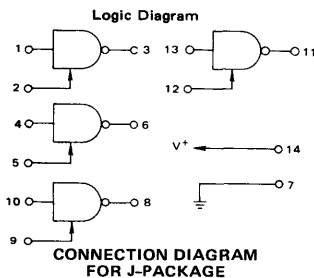 Logic Diagram
1 3 13 11
2 12
4 6
5 V+ 14
10 8 7
9
CONNECTION DIAGRAM
FOR J-PACKAGE